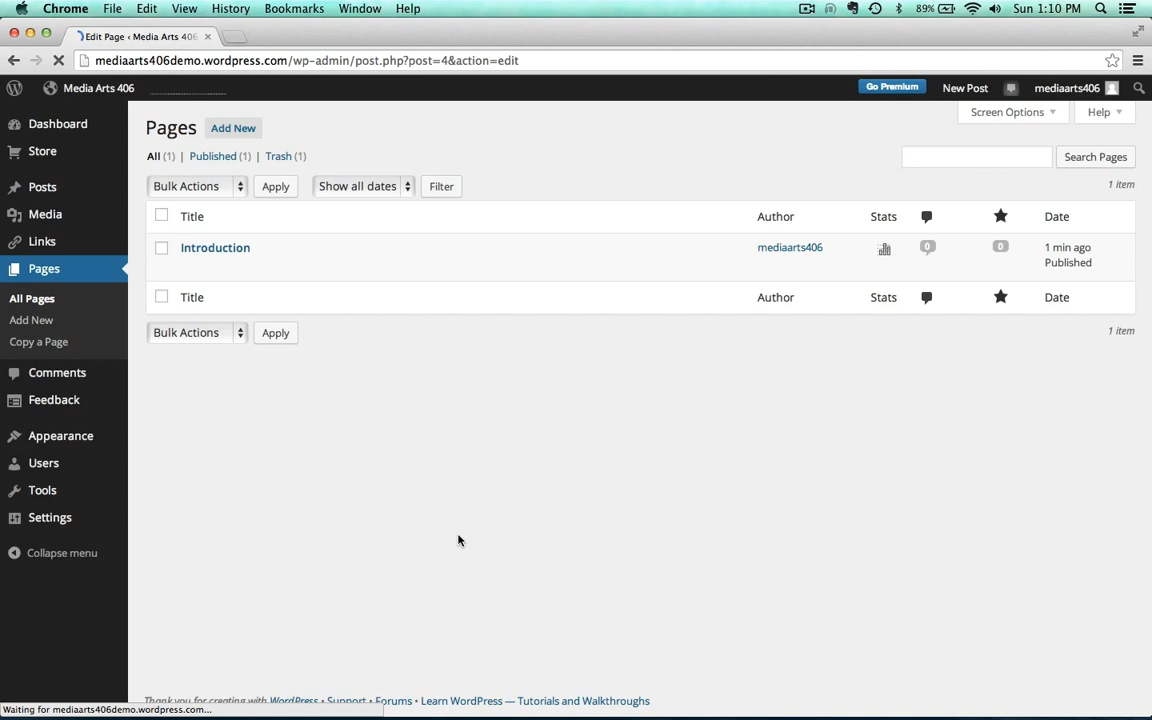 Chrome File Edit View History Bookmarks Window Help 89% Sun 1:10 PM
Edit Page ‹ Media Arts 406
mediaarts406demo.wordpress.com/wp-admin/post.php?post=4&action=edit
Media Arts 406 Go Premium New Post mediaarts406
Screen Options Help
Dashboard
Store
Posts
Media
Links
Pages
All Pages
Add New
Copy a Page
Comments
Feedback
Appearance
Users
Tools
Settings
Collapse menu
Pages Add New
All (1) | Published (1) | Trash (1)
Search Pages
Bulk Actions Apply Show all dates Filter 1 item
Title Author Stats Date
Introduction mediaarts406 0 0 1 min ago
Published
Title Author Stats Date
Bulk Actions Apply 1 item
Thank you for creating with WordPress • Support • Forums • Learn WordPress — Tutorials and Walkthroughs
Waiting for mediaarts406demo.wordpress.com...